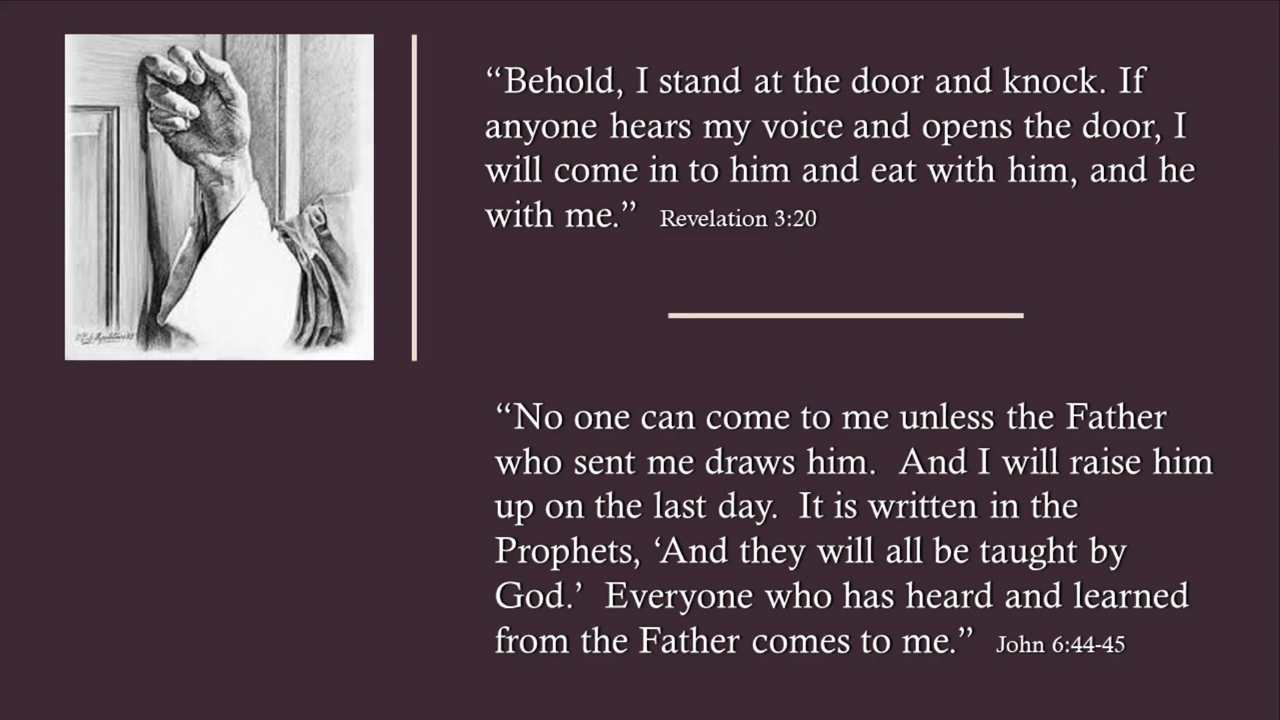 “Behold, I stand at the door and knock. If
anyone hears my voice and opens the door, I
will come in to him and eat with him, and he
with me.” Revelation 3:20
“No one can come to me unless the Father
who sent me draws him.  And I will raise him
up on the last day.  It is written in the
Prophets, ‘And they will all be taught by
God.’  Everyone who has heard and learned
from the Father comes to me.” John 6:44-45